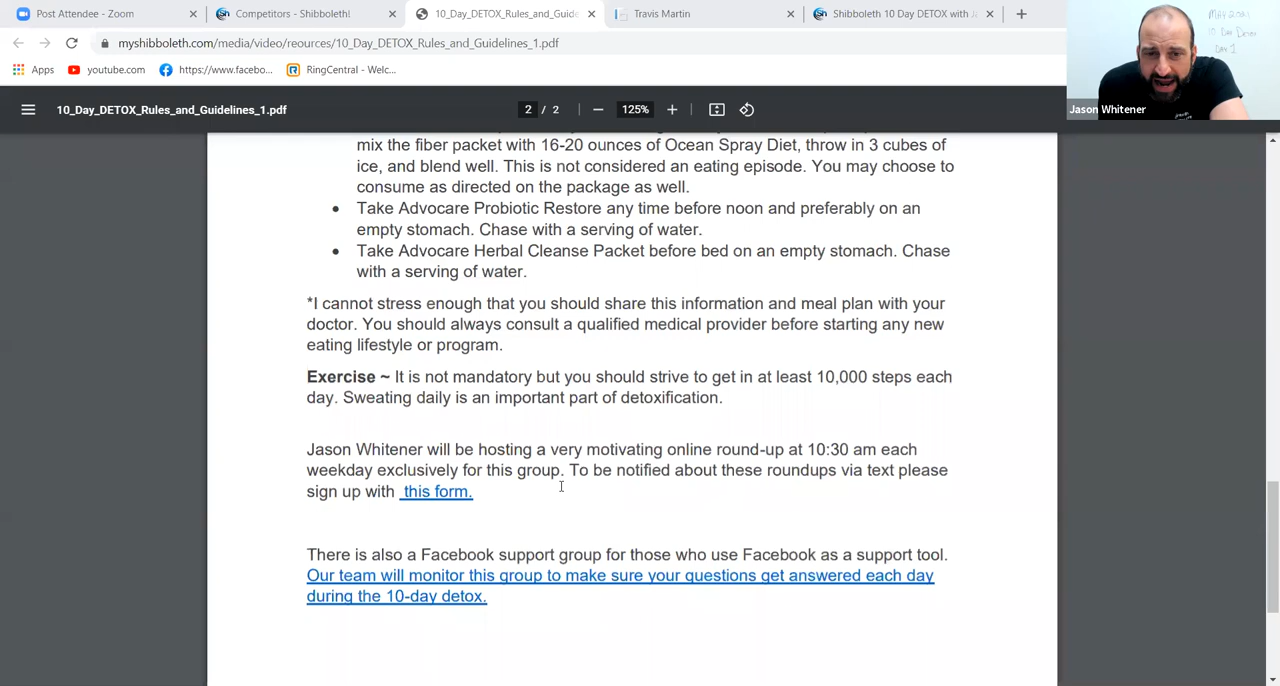 Post Attendee - Zoom
Competitors - Shibboleth!
10_Day_DETOX_Rules_and_Guide
Travis Martin
Shibboleth 10 Day DETOX with J
myshibboleth.com/media/video/reources/10_Day_DETOX_Rules_and_Guidelines_1.pdf
Apps
youtube.com
https://www.facebo...
RingCentral - Welc...
MAY 2021
10 Day Detox
Day 1
Jason Whitener
10_Day_DETOX_Rules_and_Guidelines_1.pdf
2 / 2
125%
mix the fiber packet with 16-20 ounces of Ocean Spray Diet, throw in 3 cubes of
ice, and blend well. This is not considered an eating episode. You may choose to
consume as directed on the package as well.
• Take Advocare Probiotic Restore any time before noon and preferably on an
empty stomach. Chase with a serving of water.
• Take Advocare Herbal Cleanse Packet before bed on an empty stomach. Chase
with a serving of water.
*I cannot stress enough that you should share this information and meal plan with your
doctor. You should always consult a qualified medical provider before starting any new
eating lifestyle or program.
Exercise ~ It is not mandatory but you should strive to get in at least 10,000 steps each
day. Sweating daily is an important part of detoxification.
Jason Whitener will be hosting a very motivating online round-up at 10:30 am each
weekday exclusively for this group. To be notified about these roundups via text please
sign up with this form.
There is also a Facebook support group for those who use Facebook as a support tool.
Our team will monitor this group to make sure your questions get answered each day
during the 10-day detox.